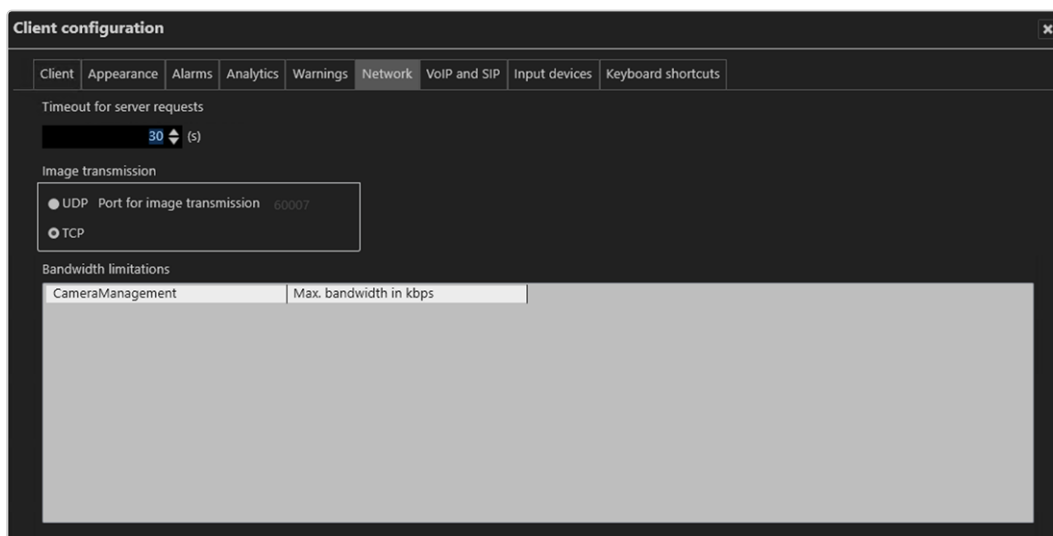 Client configuration
Client Appearance Alarms Analytics Warnings Network VoIP and SIP Input devices Keyboard shortcuts
Timeout for server requests
30 (s)
Image transmission
UDP Port for image transmission 60007
TCP
Bandwidth limitations
CameraManagement Max. bandwidth in kbps